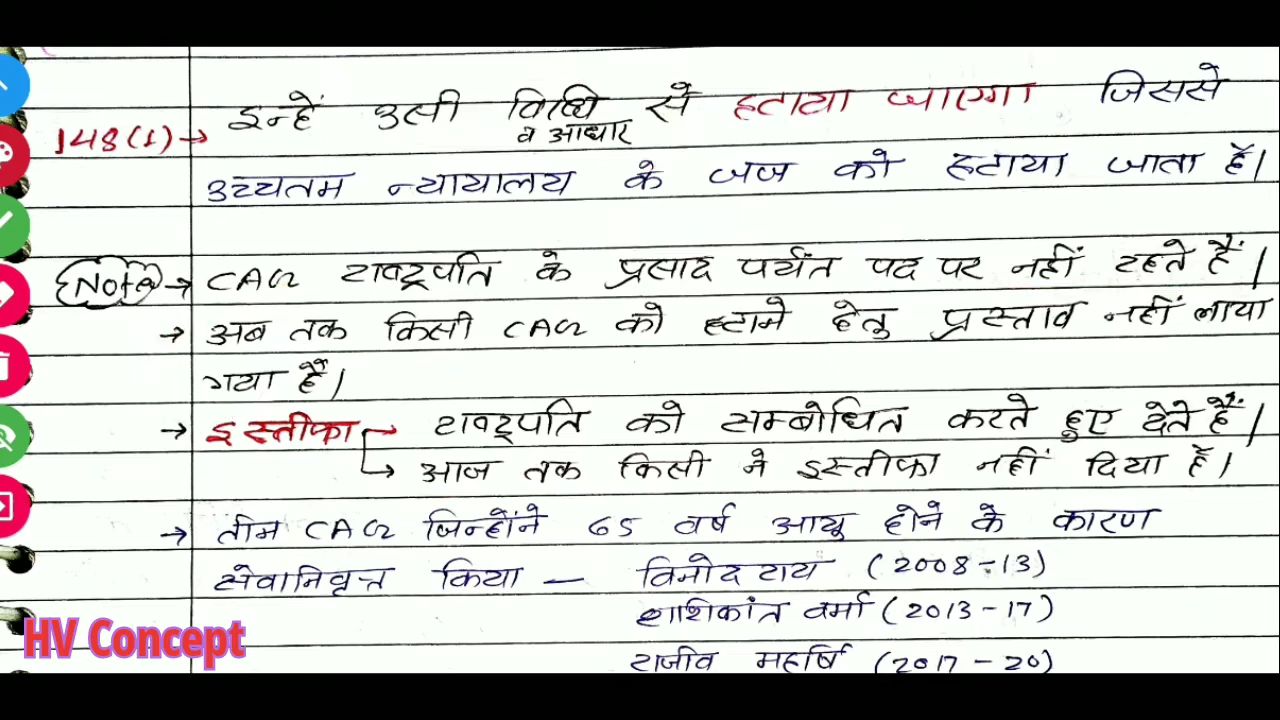 148(1)→ इन्हें उसी विधि से हटाया जाएगा जिससे
व आधार
उच्चतम न्यायालय के जज को हटाया जाता है।
Note → CAG राष्ट्रपति के प्रसाद पर्यंत पद पर नहीं रहते हैं।
→ अब तक किसी CAG को हटाने हेतु प्रस्ताव नहीं लाया
गया है।
→ इस्तीफा → राष्ट्रपति को सम्बोधित करते हुए देते हैं।
→ आज तक किसी ने इस्तीफा नहीं दिया है।
→ तीन CAG जिन्होंने 65 वर्ष आयु होने के कारण
सेवानिवृत्त किया — विनोद राय (2008-13)
शशिकांत वर्मा (2013-17)
राजीव महर्षि (2017-20)
HV Concept